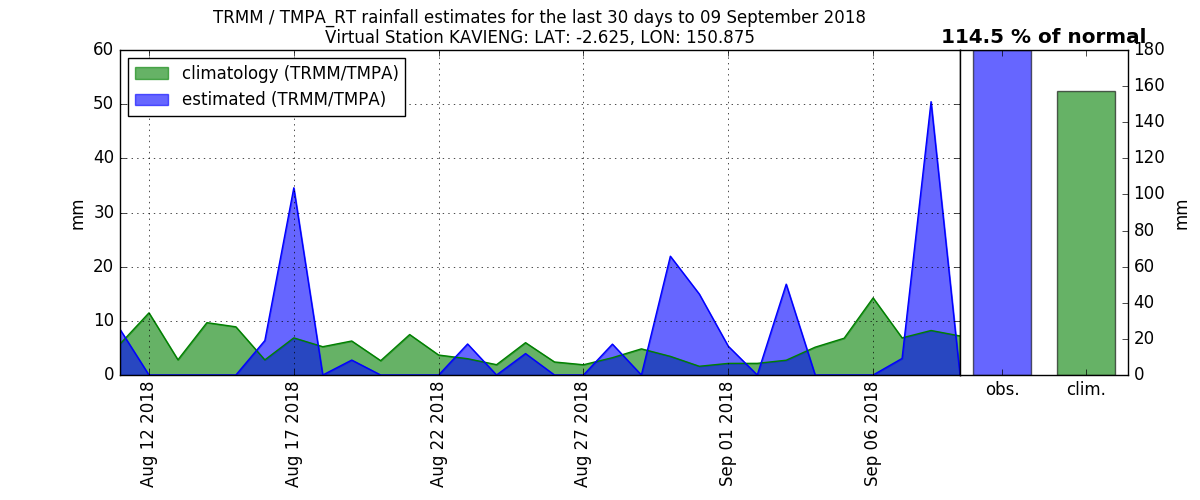 TRMM / TMPA_RT rainfall estimates for the last 30 days to 09 September 2018
Virtual Station KAVIENG: LAT: -2.625, LON: 150.875
114.5 % of normal
climatology (TRMM/TMPA)
estimated (TRMM/TMPA)
mm
60
50
40
30
20
10
0
Aug 12 2018
Aug 17 2018
Aug 22 2018
Aug 27 2018
Sep 01 2018
Sep 06 2018
obs.
clim.
180
160
140
120
100
80
60
40
20
0
mm